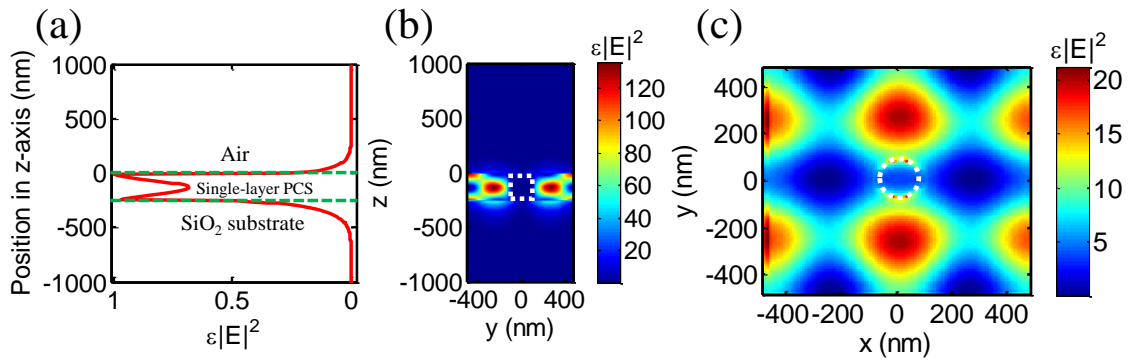 (a)
Position in z-axis (nm)
1000
500
0
-500
-1000
Air
Single-layer PCS
SiO₂ substrate
1
0.5
0
ε|E|²
(b)
ε|E|²
z (nm)
1000
500
0
-500
-1000
-400
0
400
y (nm)
120
100
80
60
40
20
(c)
ε|E|²
y (nm)
400
200
0
-200
-400
-400
-200
0
200
400
x (nm)
20
15
10
5